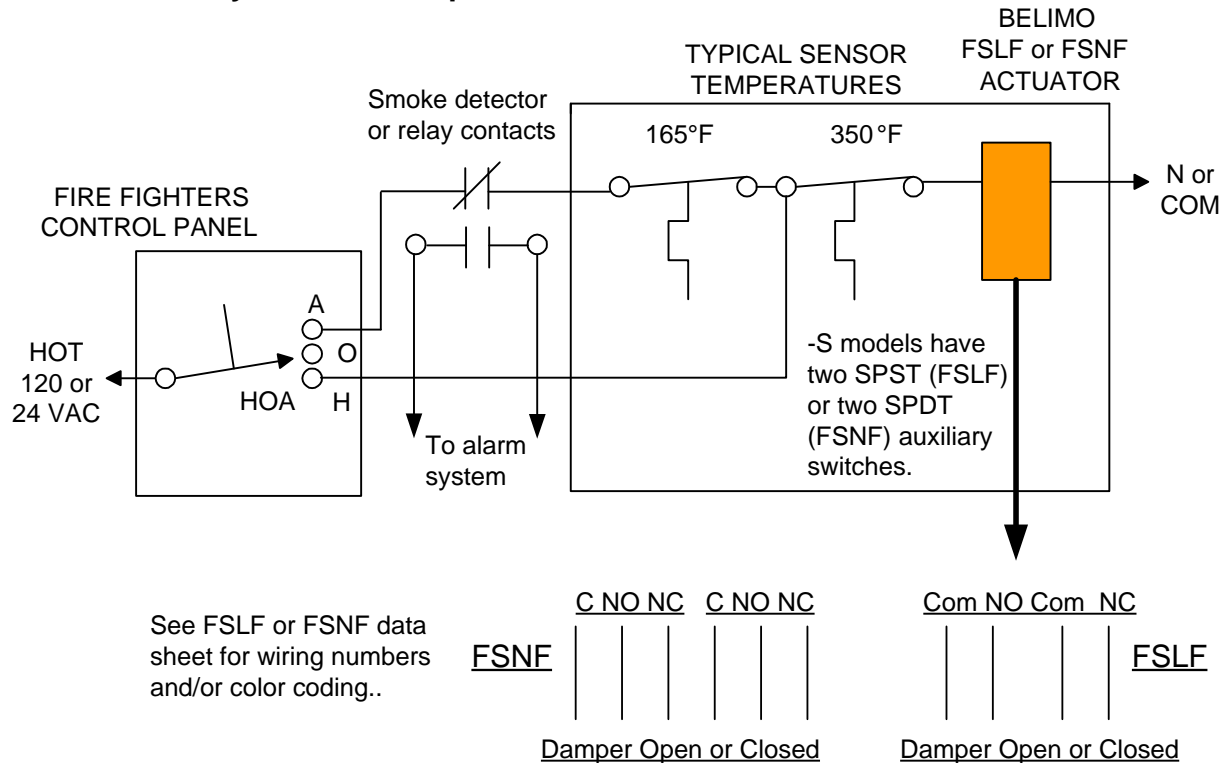 BELIMO
FSLF or FSNF
ACTUATOR
TYPICAL SENSOR
TEMPERATURES
Smoke detector
or relay contacts
165°F
350°F
N or
COM
FIRE FIGHTERS
CONTROL PANEL
A
O
H
HOA
HOT
120 or
24 VAC
To alarm
system
-S models have
two SPST (FSLF)
or two SPDT
(FSNF) auxiliary
switches.
See FSLF or FSNF data
sheet for wiring numbers
and/or color coding..
FSNF
C NO NC C NO NC
Damper Open or Closed
Com NO Com NC
FSLF
Damper Open or Closed